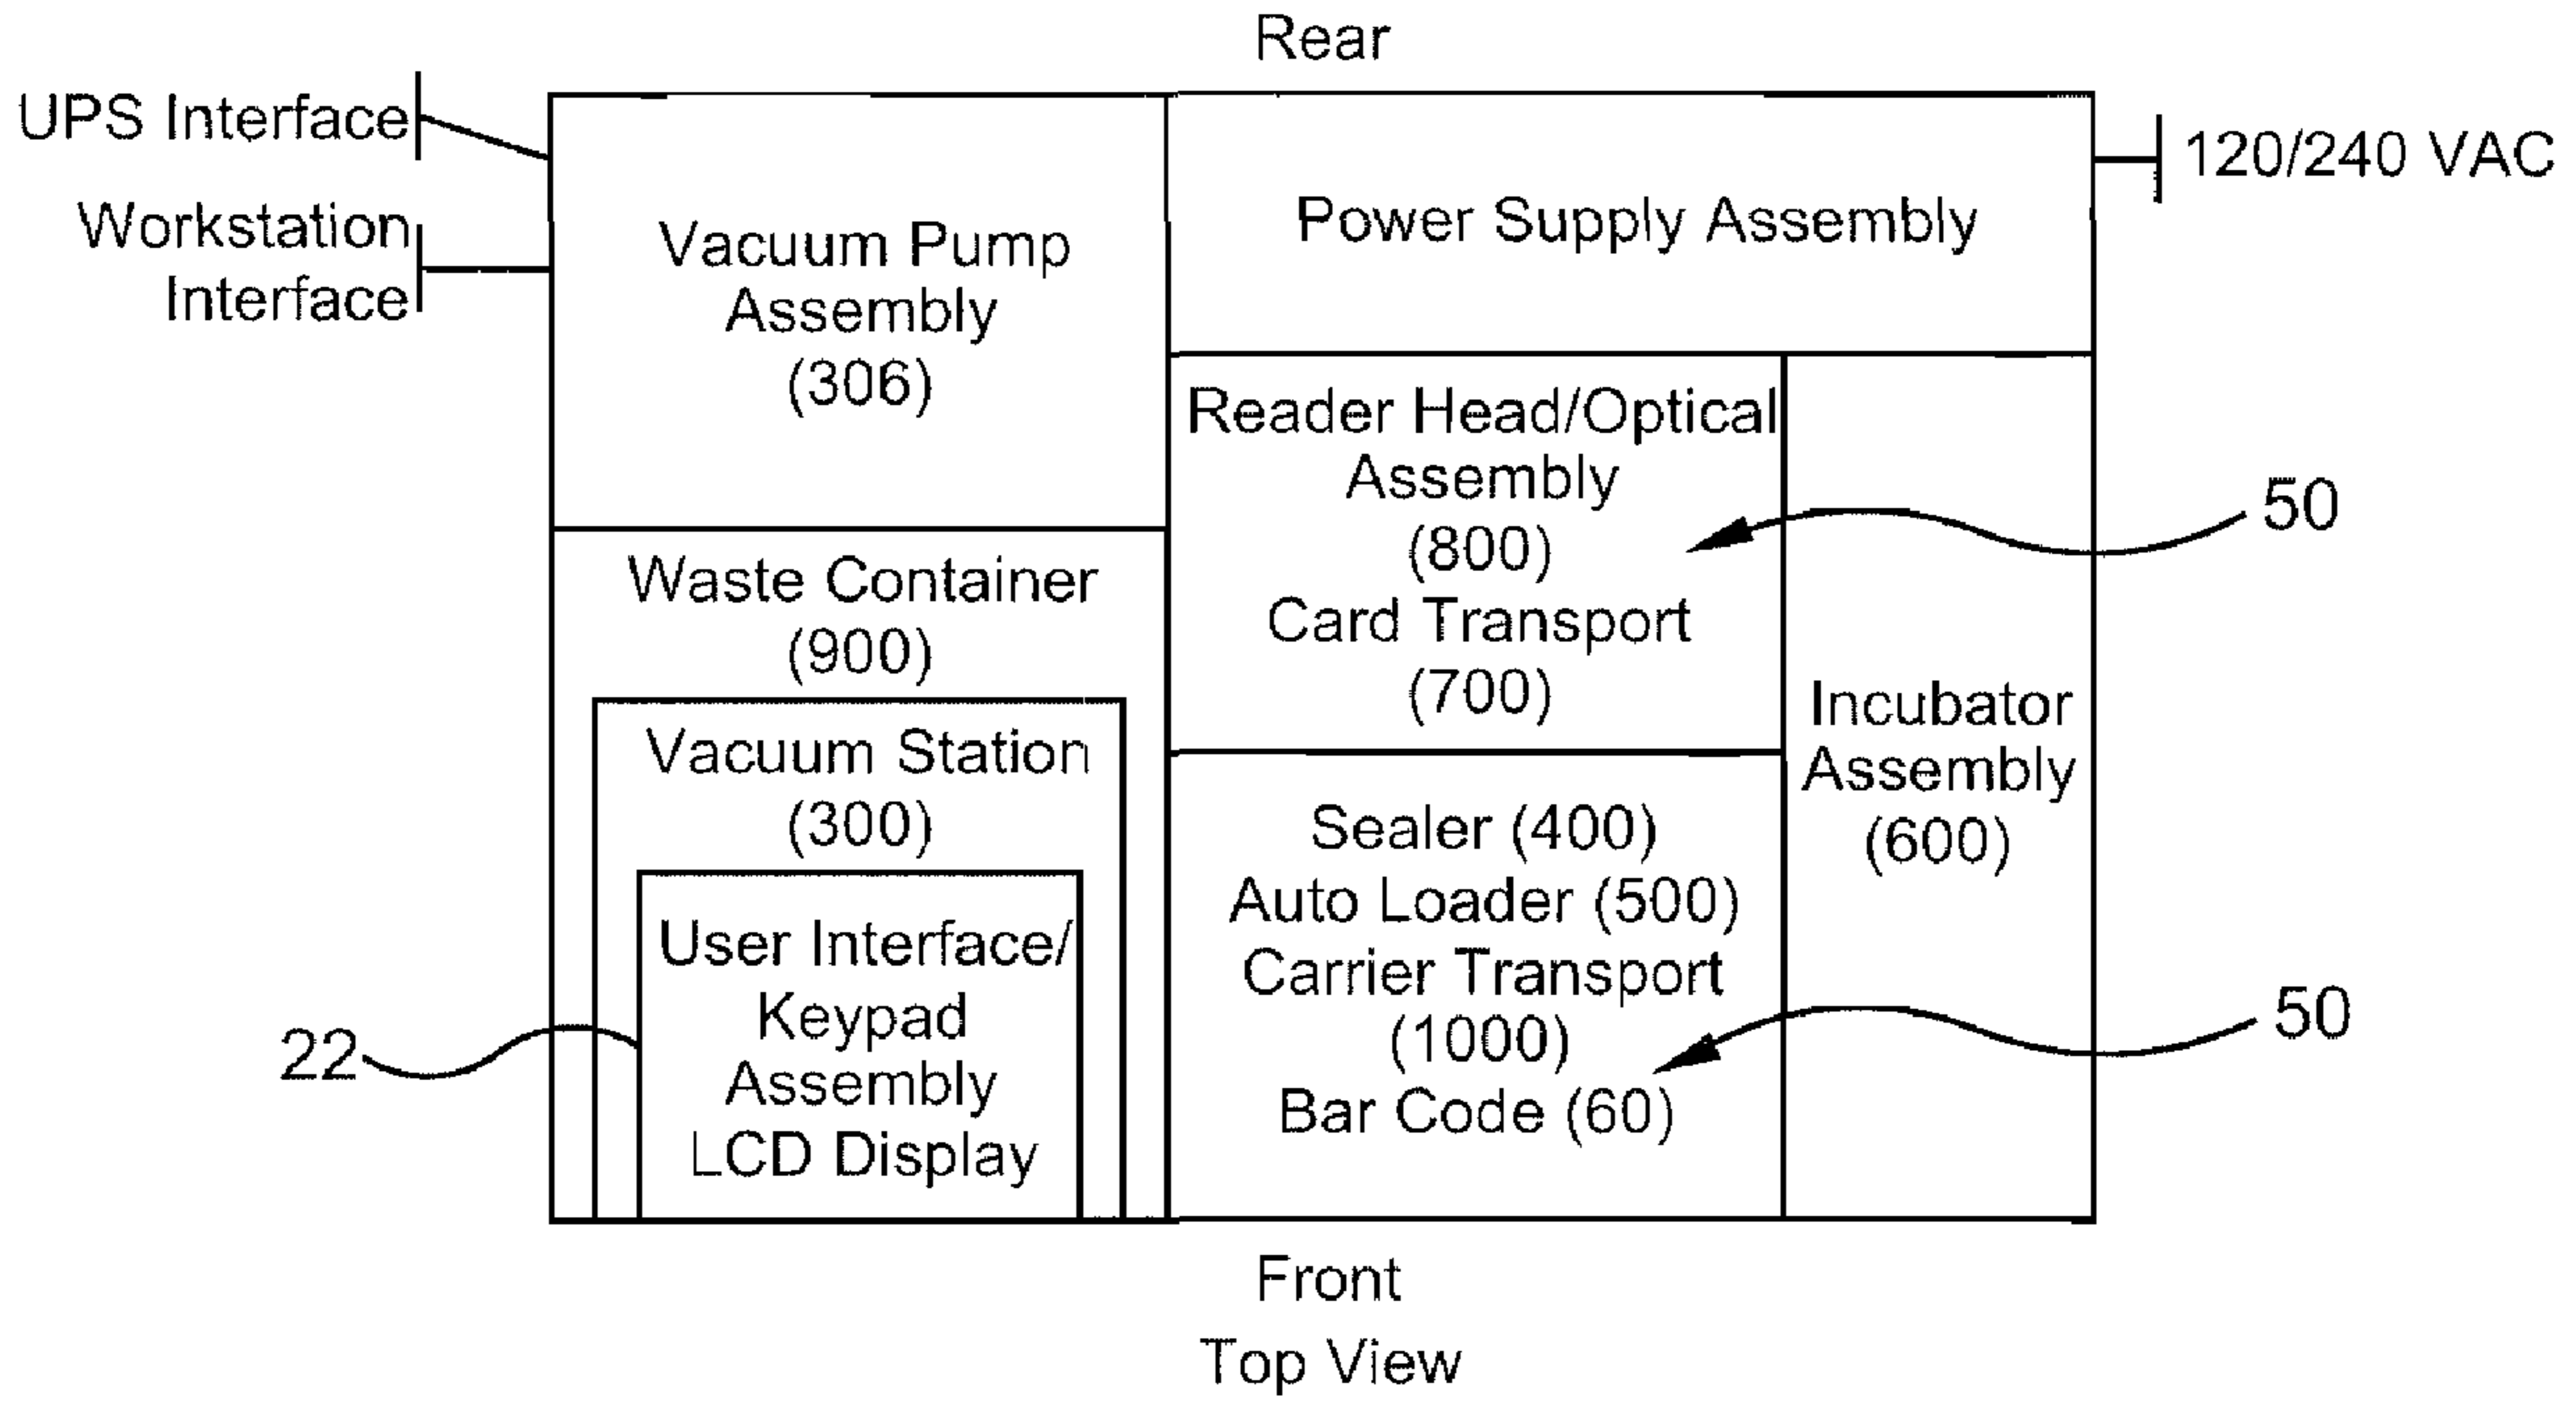 Rear
UPS Interface
Workstation
Interface
120/240 VAC
Vacuum Pump
Assembly
(306)
Power Supply Assembly
Reader Head/Optical
Assembly
(800)
Card Transport
(700)
50
Waste Container
(900)
Vacuum Station
(300)
User Interface/
Keypad
Assembly
LCD Display
22
Sealer (400)
Auto Loader (500)
Carrier Transport
(1000)
Bar Code (60)
Incubator
Assembly
(600)
50
Front
Top View